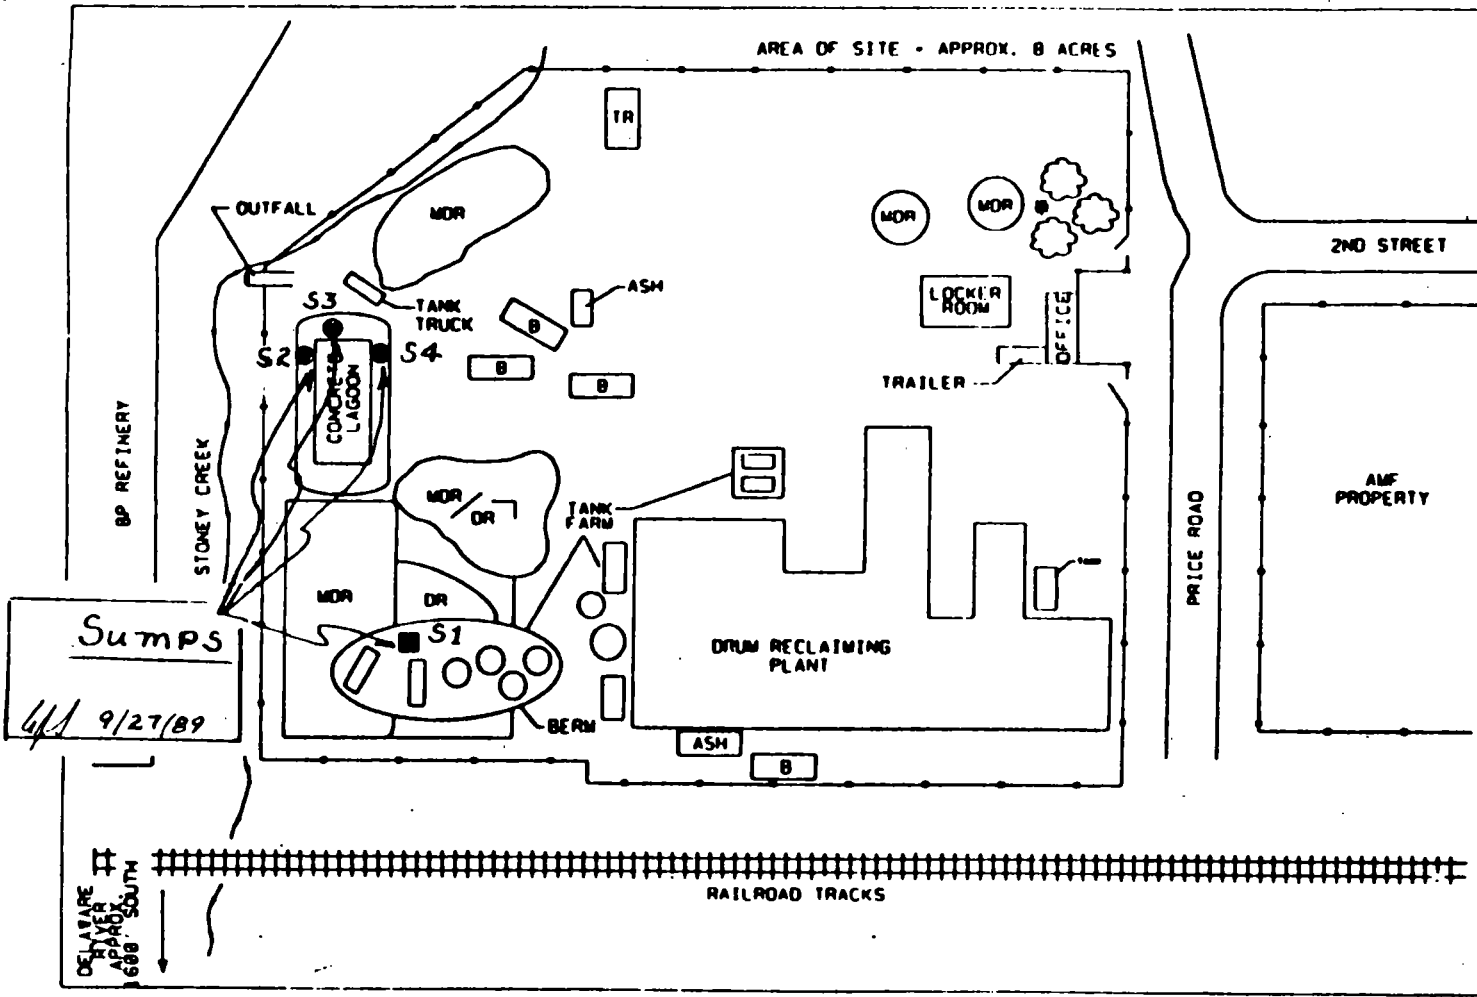 AREA OF SITE - APPROX. 8 ACRES
TR
OUTFALL
MDR
MDR
MDR
2ND STREET
S3
TANK
TRUCK
ASH
LOCKER
ROOM
OFFICE
B
S2
S4
B
B
CONCRETE
LAGOON
TRAILER
BP REFINERY
STONEY CREEK
AMF
PROPERTY
MDR/
DR
TANK
FARM
PRICE ROAD
MDR
DR
S1
Sumps
DRUM RECLAIMING
PLANT
9/27/89
BERM
ASH
B
RAILROAD TRACKS
DELAWARE
RIVER
APPROX.
SOUTH